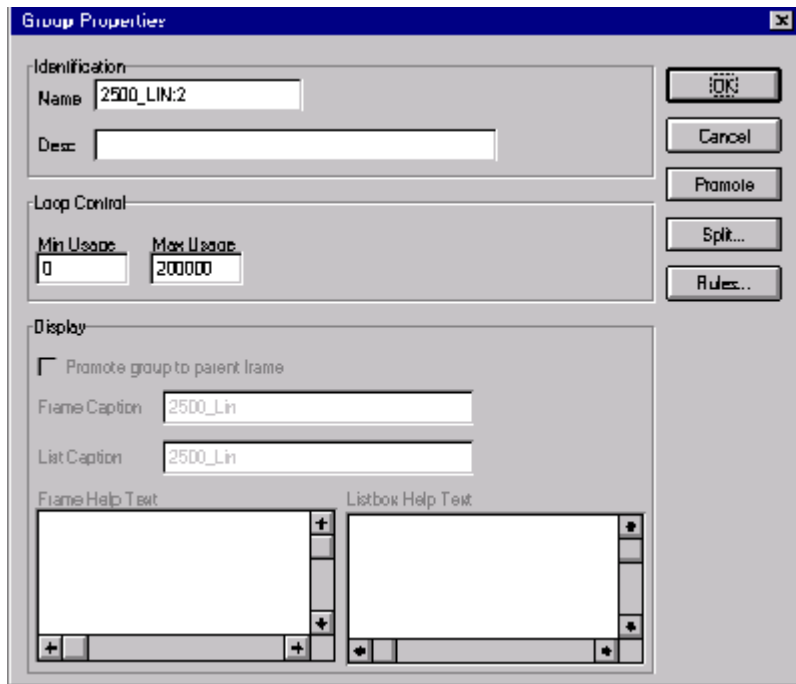 Group Properties
Identification
Name 2500_LIN:2
Desc
OK
Cancel
Promote
Split...
Rules...
Loop Control
Min Usage Max Usage
0 200000
Display
Promote group to parent frame
Frame Caption 2500_Lin
List Caption 2500_Lin
Frame Help Text Listbox Help Text